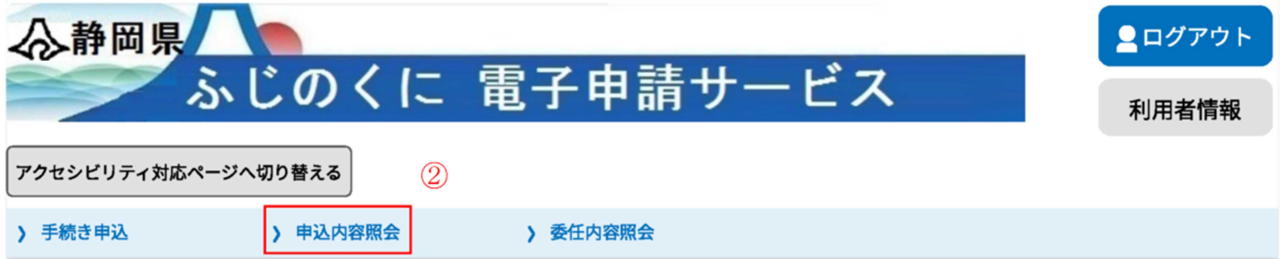 静岡県
ふじのくに 電子申請サービス
ログアウト
利用者情報
アクセシビリティ対応ページへ切り替える
②
❯ 手続き申込 ❯ 申込内容照会 ❯ 委任内容照会